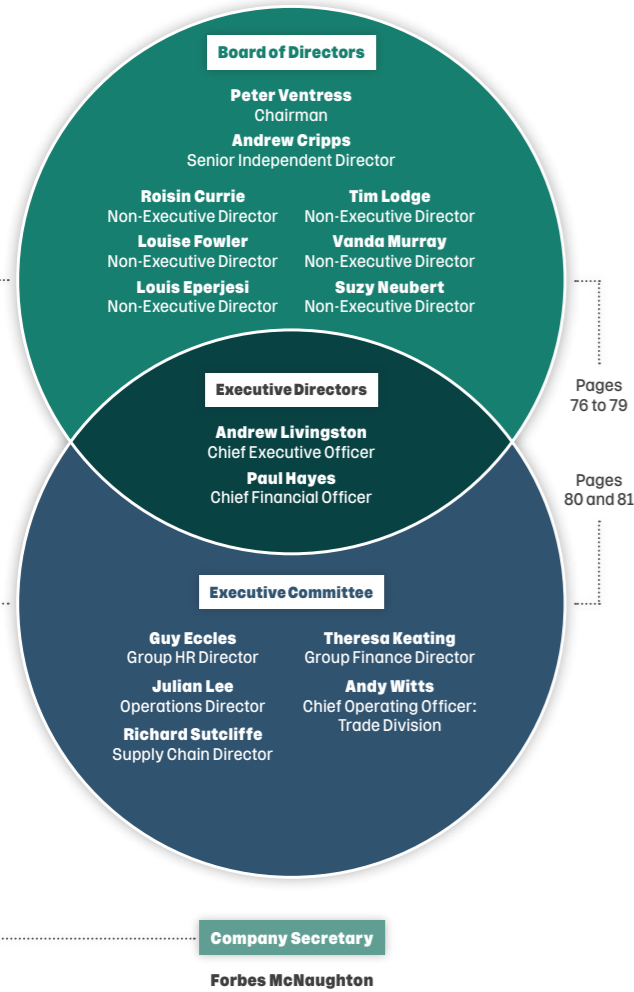 Board of Directors
Peter Ventress
Chairman
Andrew Cripps
Senior Independent Director
Roisin Currie
Non-Executive Director
Tim Lodge
Non-Executive Director
Louise Fowler
Non-Executive Director
Vanda Murray
Non-Executive Director
Louis Eperjesi
Non-Executive Director
Suzy Neubert
Non-Executive Director
Pages
76 to 79
Executive Directors
Andrew Livingston
Chief Executive Officer
Paul Hayes
Chief Financial Officer
Pages
80 and 81
Executive Committee
Guy Eccles
Group HR Director
Theresa Keating
Group Finance Director
Julian Lee
Operations Director
Andy Witts
Chief Operating Officer:
Trade Division
Richard Sutcliffe
Supply Chain Director
Company Secretary
Forbes McNaughton